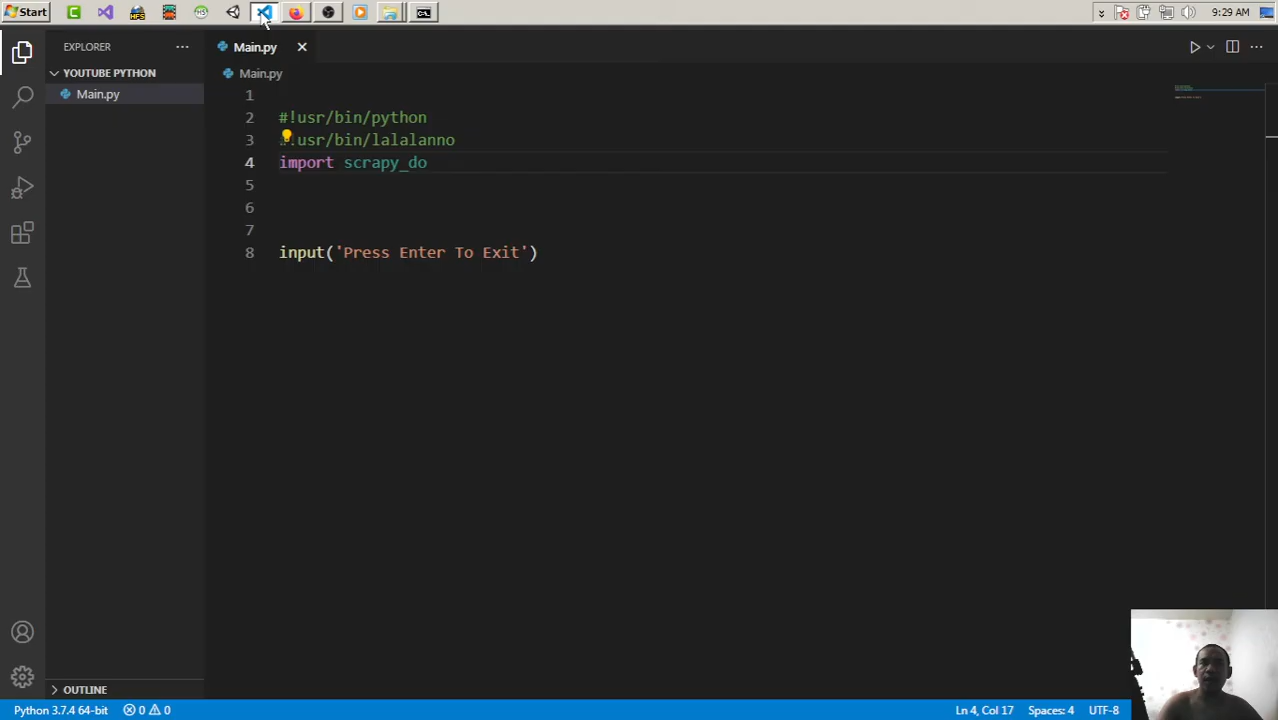 Start
9:29 AM
EXPLORER
Main.py
YOUTUBE PYTHON
Main.py
Main.py
1
2 #!usr/bin/python
3 .usr/bin/lalalanno
4 import scrapy_do
5
6
7
8 input('Press Enter To Exit')
OUTLINE
Python 3.7.4 64-bit 0 0 Ln 4, Col 17 Spaces: 4 UTF-8